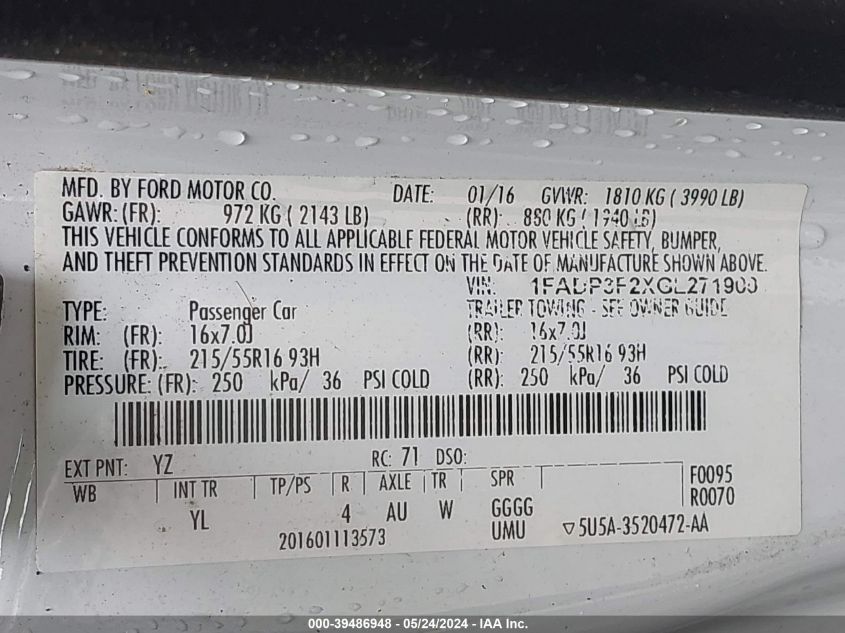 MFD. BY FORD MOTOR CO. DATE: 01/16 GVWR: 1810 KG ( 3990 LB)
GAWR: (FR): 972 KG ( 2143 LB) (RR): 880 KG ( 1940 LB)
THIS VEHICLE CONFORMS TO ALL APPLICABLE FEDERAL MOTOR VEHICLE SAFETY, BUMPER,
AND THEFT PREVENTION STANDARDS IN EFFECT ON THE DATE OF MANUFACTURE SHOWN ABOVE.
VIN: 1FADP3F2XGL271900
TYPE: Passenger Car TRAILER TOWING - SEE OWNER GUIDE
RIM: (FR): 16x7.0J (RR): 16x7.0J
TIRE: (FR): 215/55R16 93H (RR): 215/55R16 93H
PRESSURE: (FR): 250 kPa/ 36 PSI COLD (RR): 250 kPa/ 36 PSI COLD
EXT PNT: YZ RC: 71 DSO:
WB INT TR TP/PS R AXLE TR SPR F0095
R0070
YL 4 AU W GGGG
201601113573 UMU 5U5A-3520472-AA
000-39486948 - 05/24/2024 - IAA Inc.